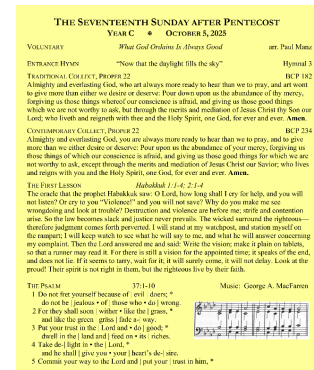 THE SEVENTEENTH SUNDAY AFTER PENTECOST
YEAR C ✠ OCTOBER 5, 2025
VOLUNTARY What God Ordains Is Always Good arr. Paul Manz
ENTRANCE HYMN “Now that the daylight fills the sky” Hymnal 3
TRADITIONAL COLLECT, PROPER 22 BCP 182
Almighty and everlasting God, who art always more ready to hear than we to pray, and art wont
to give more than either we desire or deserve: Pour down upon us the abundance of thy mercy,
forgiving us those things whereof our conscience is afraid, and giving us those good things
which we are not worthy to ask, but through the merits and mediation of Jesus Christ thy Son our
Lord; who liveth and reigneth with thee and the Holy Spirit, one God, for ever and ever. Amen.
CONTEMPORARY COLLECT, PROPER 22 BCP 234
Almighty and everlasting God, you are always more ready to hear than we to pray, and to give
more than we either desire or deserve: Pour upon us the abundance of your mercy, forgiving us
those things of which our conscience is afraid, and giving us those good things for which we are
not worthy to ask, except through the merits and mediation of Jesus Christ our Savior; who lives
and reigns with you and the Holy Spirit, one God, for ever and ever. Amen.
THE FIRST LESSON Habakkuk 1:1-4; 2:1-4
The oracle that the prophet Habakkuk saw: O Lord, how long shall I cry for help, and you will
not listen? Or cry to you “Violence!” and you will not save? Why do you make me see
wrongdoing and look at trouble? Destruction and violence are before me; strife and contention
arise. So the law becomes slack and justice never prevails. The wicked surround the righteous—
therefore judgment comes forth perverted. I will stand at my watchpost, and station myself on
the rampart; I will keep watch to see what he will say to me, and what he will answer concerning
my complaint. Then the Lord answered me and said: Write the vision; make it plain on tablets,
so that a runner may read it. For there is still a vision for the appointed time; it speaks of the end,
and does not lie. If it seems to tarry, wait for it; it will surely come, it will not delay. Look at the
proud! Their spirit is not right in them, but the righteous live by their faith.
THE PSALM 37:1-10 Music: George A. MacFarren
1 Do not fret yourself because of | evil | doers; *
do not be | jealous • of | those who • do | wrong.
2 For they shall soon | wither • like the | grass, *
and like the green | gráss | fade a-| way.
3 Put your trust in the | Lord and • do | good; *
dwell in the | land and | feed on • its | riches.
4 Take de-| light in • the | Lord, *
and he shall | give you • your | heart’s de-| sire.
5 Commit your way to the Lord and | put your | trust in him, *